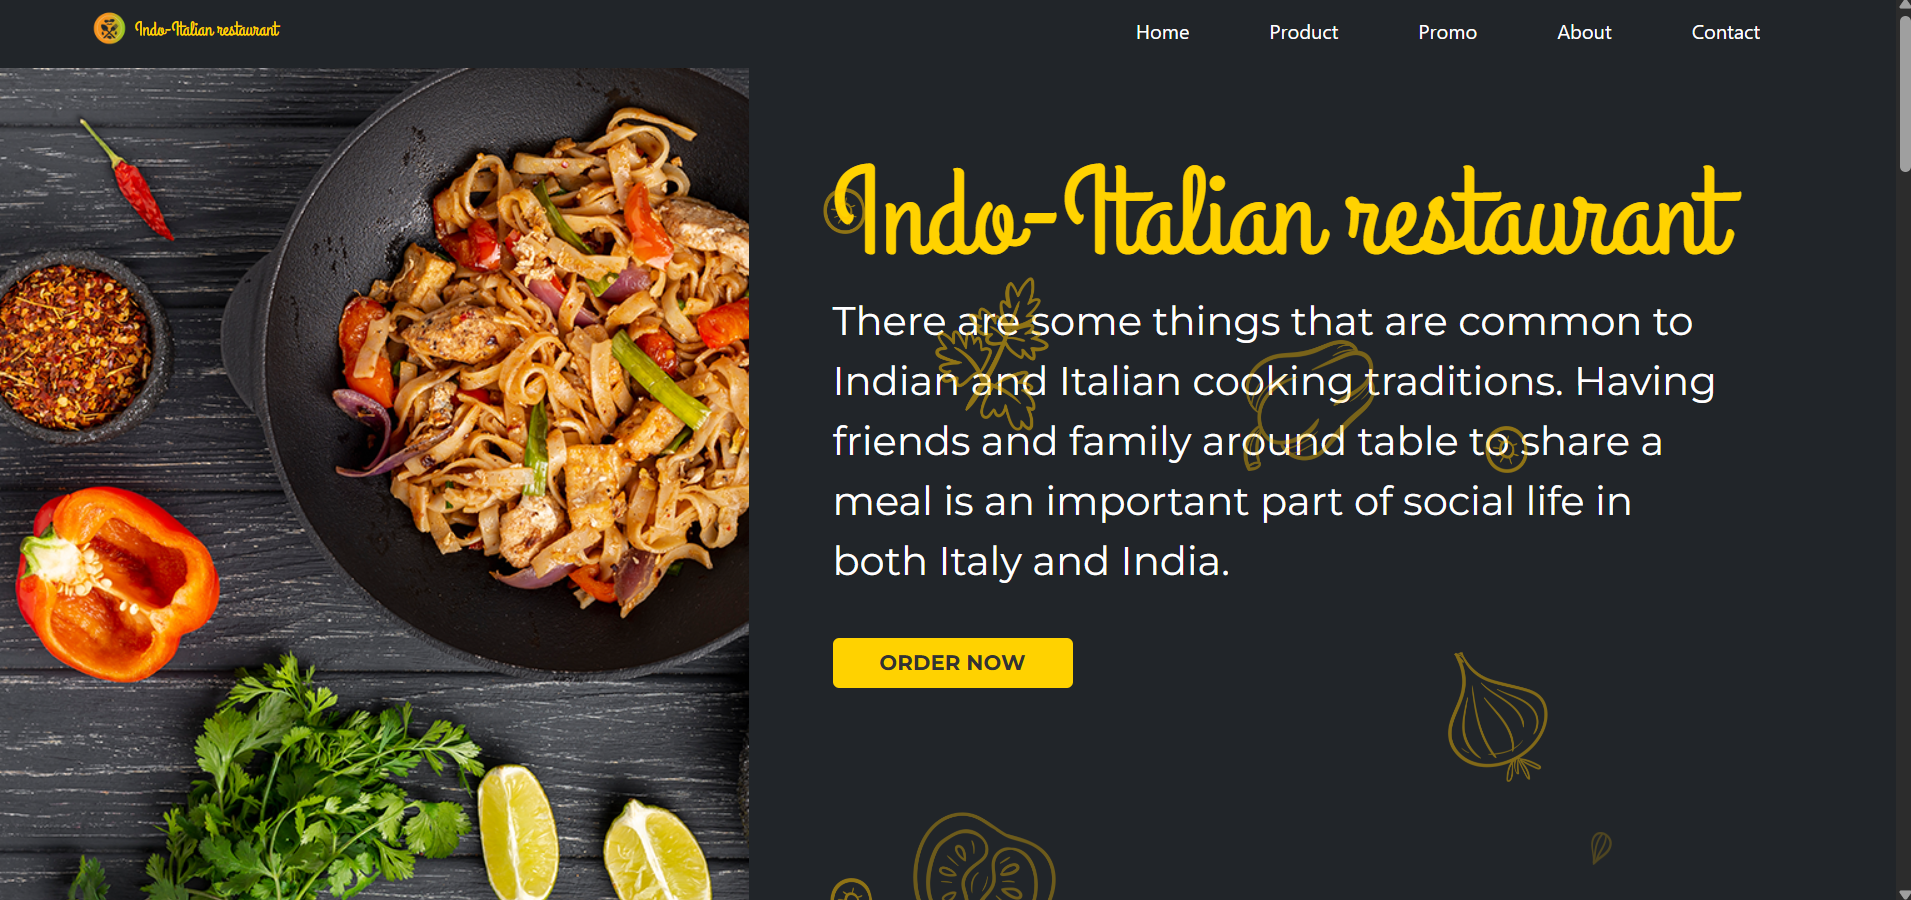 Indo-Italian restaurant
Home Product Promo About Contact
Indo-Italian restaurant
There are some things that are common to
Indian and Italian cooking traditions. Having
friends and family around table to share a
meal is an important part of social life in
both Italy and India.
ORDER NOW